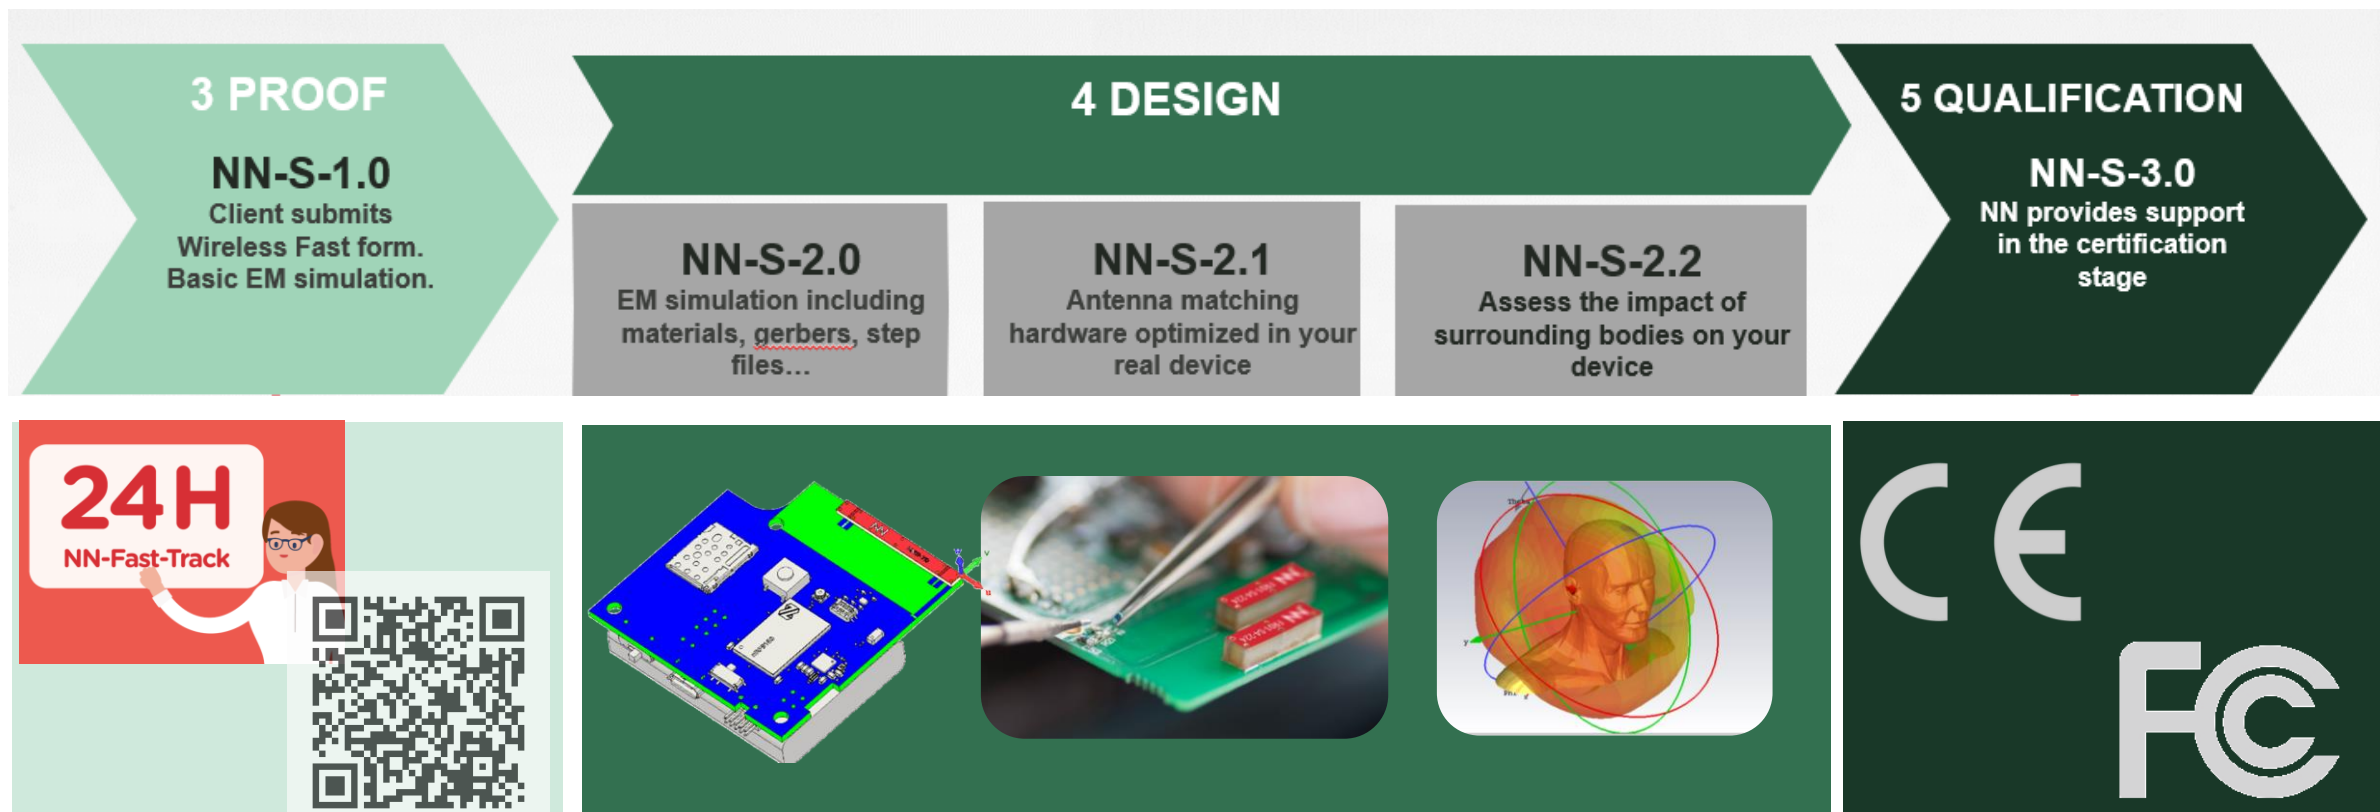 3 PROOF
NN-S-1.0
Client submits
Wireless Fast form.
Basic EM simulation.
4 DESIGN
NN-S-2.0
EM simulation including
materials, gerbers, step
files…
NN-S-2.1
Antenna matching
hardware optimized in your
real device
NN-S-2.2
Assess the impact of
surrounding bodies on your
device
5 QUALIFICATION
NN-S-3.0
NN provides support
in the certification
stage
24H
NN-Fast-Track
NN
v
u
NN
NN
y
CE
FC